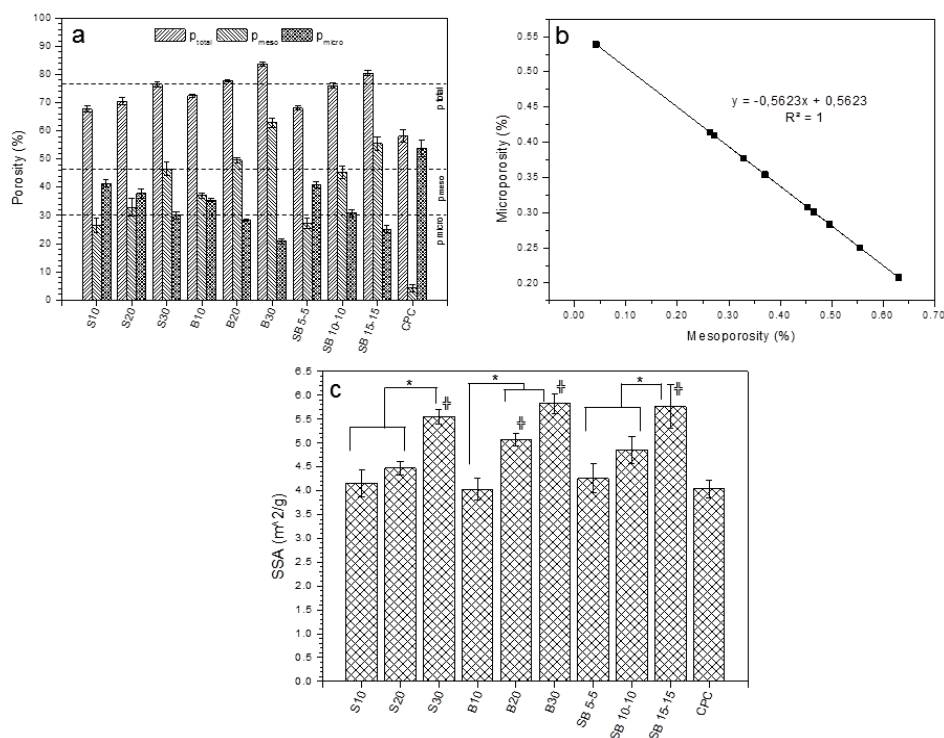 a
p total p meso p micro
100
90
80
70
60
50
40
30
20
10
0
Porosity (%)
p total
p meso
p micro
S10 S20 S30 B10 B20 B30 SB 5-5 SB 10-10 SB 15-15 CPC
b
0.55
0.50
0.45
0.40
0.35
0.30
0.25
0.20
Microporosity (%)
y = -0,5623x + 0,5623
R² = 1
0.00 0.10 0.20 0.30 0.40 0.50 0.60 0.70
Mesoporosity (%)
c
6.5
6.0
5.5
5.0
4.5
4.0
3.5
3.0
2.5
2.0
1.5
1.0
0.5
0.0
SSA (m^2/g)
* * *
╬ ╬ ╬ ╬
S10 S20 S30 B10 B20 B30 SB 5-5 SB 10-10 SB 15-15 CPC